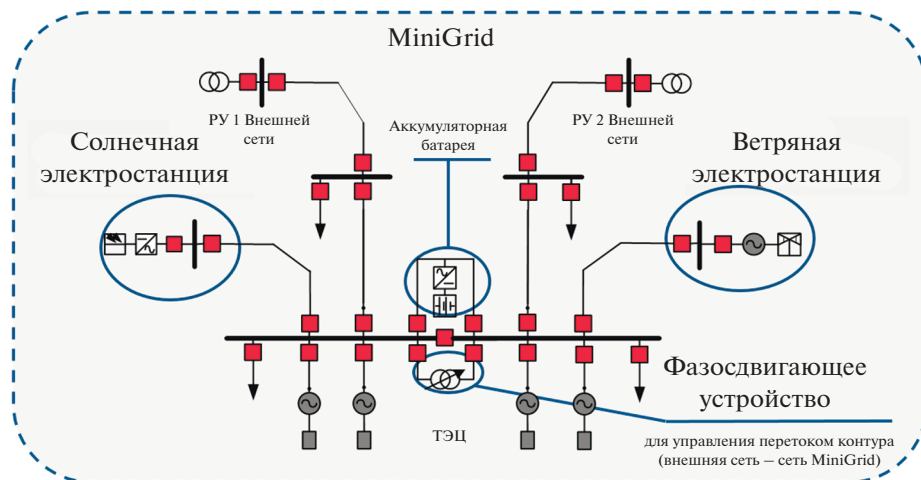 MiniGrid
РУ 1 Внешней
сети
Аккумуляторная
батарея
РУ 2 Внешней
сети
Солнечная
электростанция
Ветряная
электростанция
Фазосдвигающее
устройство
ТЭЦ
для управления перетоком контура
(внешняя сеть – сеть MiniGrid)